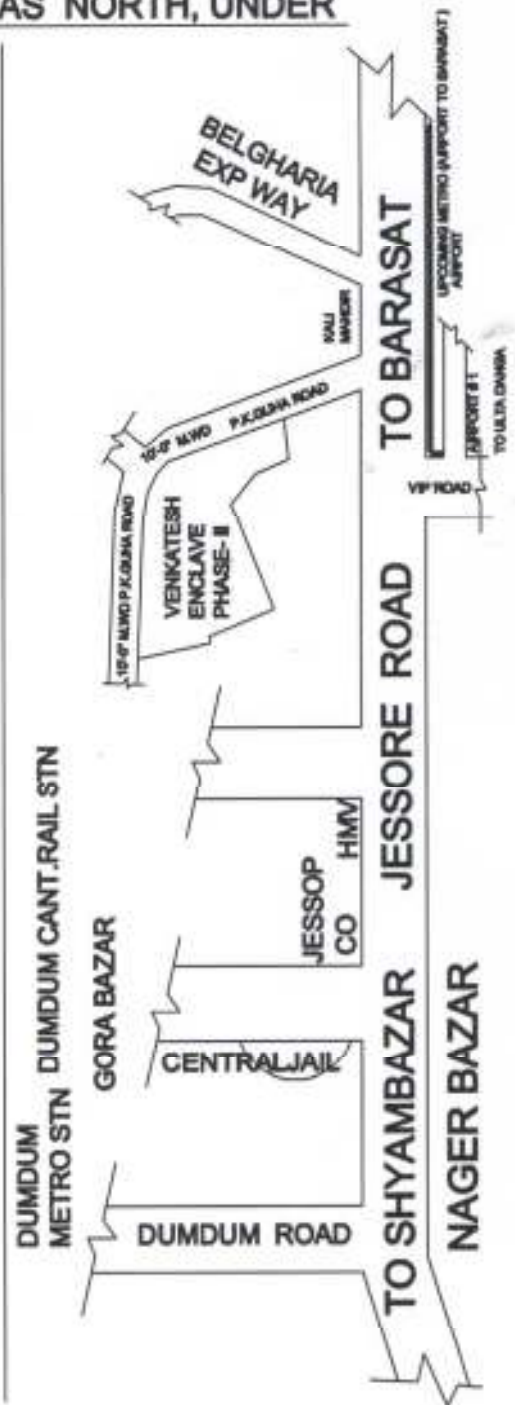 AS NORTH, UNDER
BELGHARIA
EXP WAY
TO BARASAT
UPCOMING METRO (AIRPORT TO BARASAT)
AIRPORT
KALI
MANDIR
AIRPORT # 1
TO ULTA DANGA
VIP ROAD
10'-0" M.WD P.K.GUHA ROAD
10'-0" M.WD P.K.GUHA ROAD
VENKATESH
ENCLAVE
PHASE- II
JESSORE ROAD
HMV
JESSOP
CO
DUMDUM CANT.RAIL STN
GORA BAZAR
CENTRAL JAIL
DUMDUM
METRO STN
DUMDUM ROAD
TO SHYAMBAZAR
NAGER BAZAR